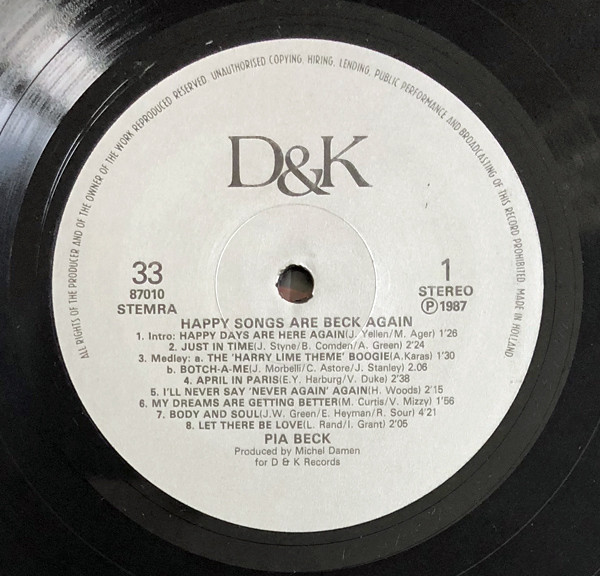 ALL RIGHTS OF THE PRODUCER AND OF THE OWNER OF THE WORK REPRODUCED RESERVED. UNAUTHORISED COPYING, HIRING, LENDING, PUBLIC PERFORMANCE AND BROADCASTING OF THIS RECORD PROHIBITED. MADE IN HOLLAND
D&K
33
87010
STEMRA
1
STEREO
Ⓟ1987
HAPPY SONGS ARE BECK AGAIN
1. Intro: HAPPY DAYS ARE HERE AGAIN(J. Yellen/M. Ager) 1'26
2. JUST IN TIME(J. Styne/B. Comden/A. Green) 2'24
3. Medley: a. THE 'HARRY LIME THEME' BOOGIE(A.Karas) 1'30
b. BOTCH-A-ME(J. Morbelli/C. Astore/J. Stanley) 2.06
4. APRIL IN PARIS(E.Y. Harburg/V. Duke) 2'38
5. I'LL NEVER SAY 'NEVER AGAIN' AGAIN(H. Woods) 2'15
6. MY DREAMS ARE GETTING BETTER(M. Curtis/V. Mizzy) 1'56
7. BODY AND SOUL(J.W. Green/E. Heyman/R. Sour) 4'21
8. LET THERE BE LOVE(L. Rand/I. Grant) 2'05
PIA BECK
Produced by Michel Damen
for D & K Records